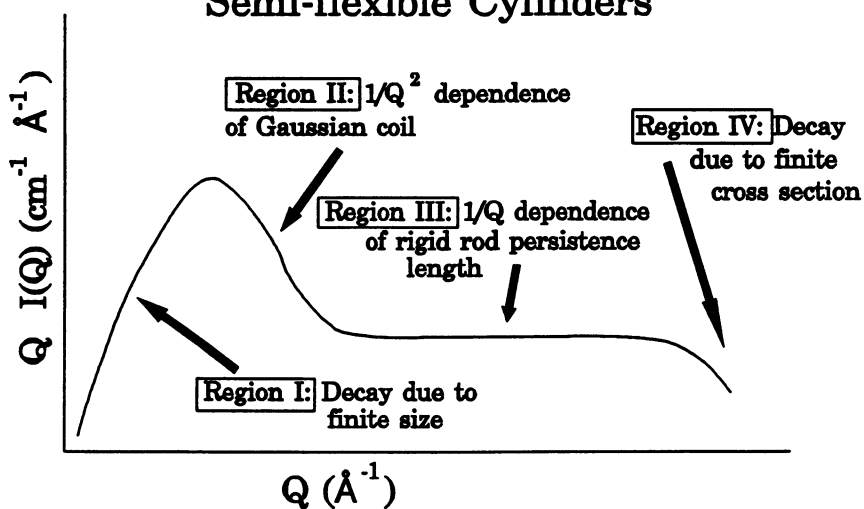 Semi-flexible Cylinders
Region II: 1/Q² dependence
of Gaussian coil
Region IV: Decay
due to finite
cross section
Region III: 1/Q dependence
of rigid rod persistence
length
Region I: Decay due to
finite size
Q I(Q) (cm⁻¹ Å⁻¹)
Q (Å⁻¹)